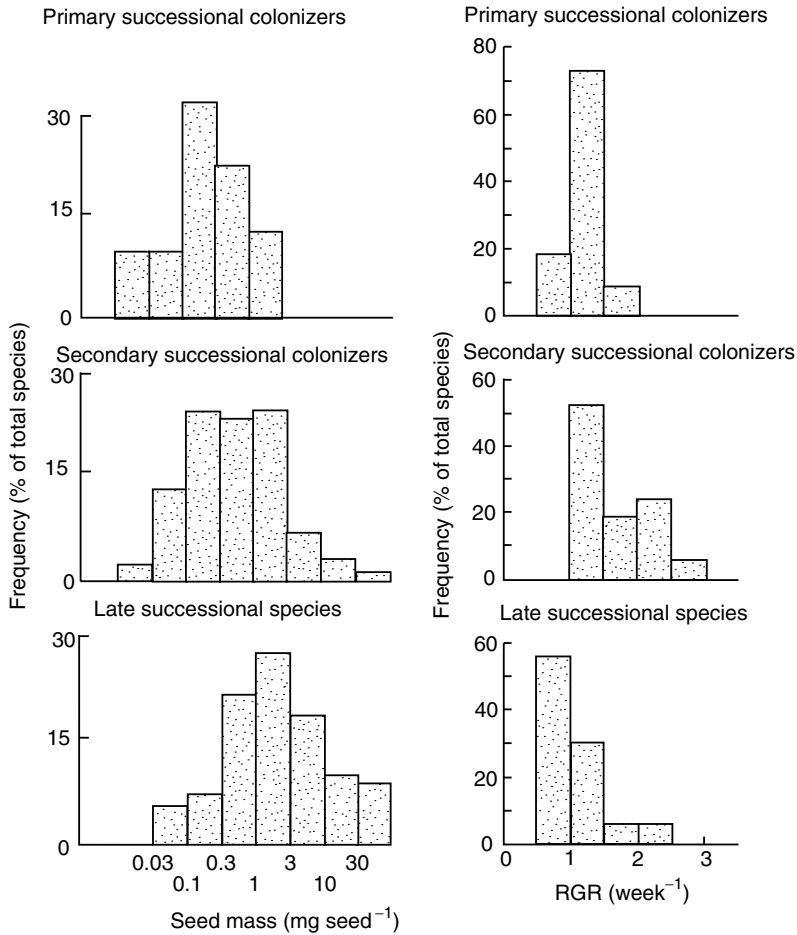 Primary successional colonizers
30
15
0
Secondary successional colonizers
30
15
0
Late successional species
30
15
0
0.03 0.3 3 30
0.1 1 10
Seed mass (mg seed⁻¹)
Frequency (% of total species)
Primary successional colonizers
80
60
40
20
0
Secondary successional colonizers
60
40
20
0
Late successional species
60
40
20
0
0 1 2 3
RGR (week⁻¹)
Frequency (% of total species)